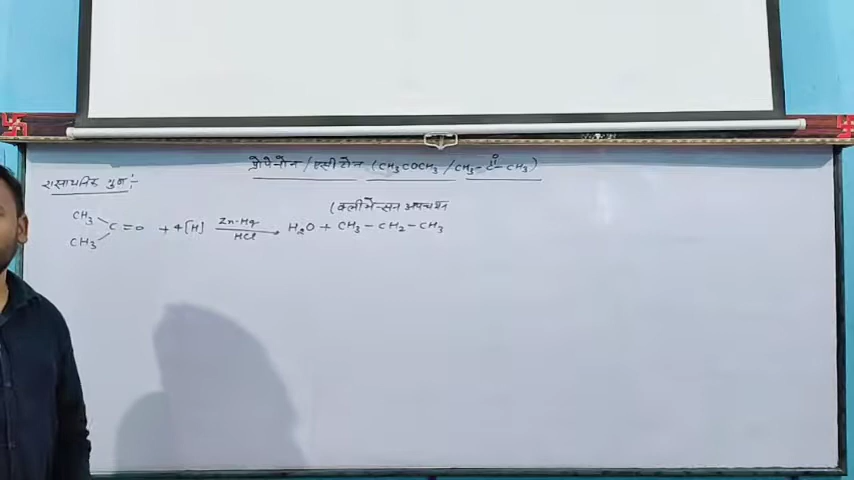 प्रोपेनोन / एसीटोन (CH₃COCH₃ / CH₃-C-CH₃)
O
रासायनिक गुण :-
(क्लीमेन्सन अपचयन
CH₃
C = O + 4[H] Zn-Hg H₂O + CH₃ - CH₂ - CH₃
HCl
CH₃